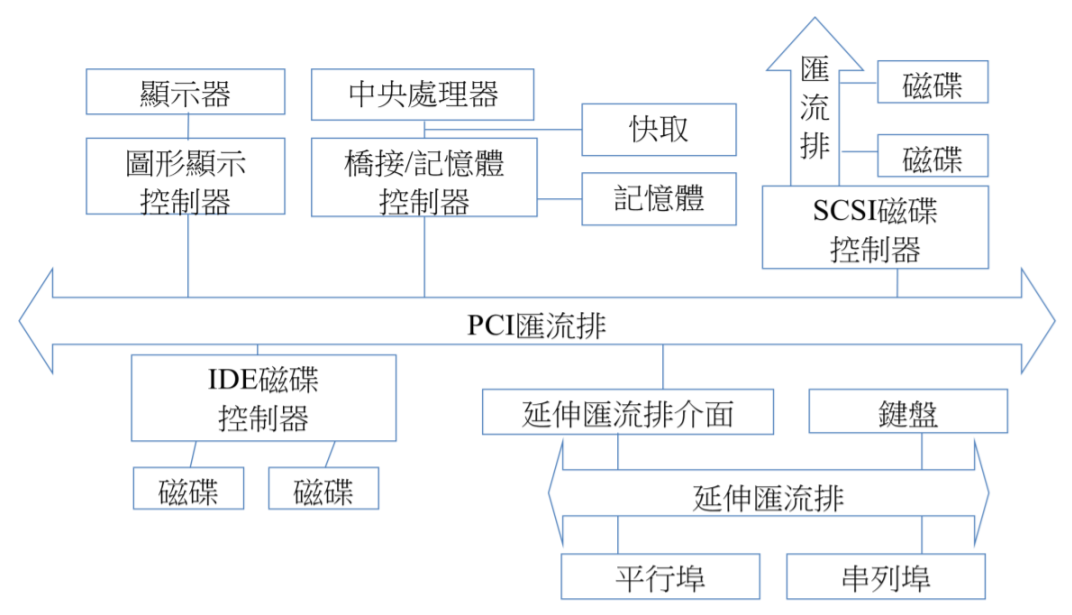 顯示器
中央處理器
快取
圖形顯示
控制器
橋接/記憶體
控制器
記憶體
匯
流
排
磁碟
磁碟
SCSI磁碟
控制器
PCI匯流排
IDE磁碟
控制器
磁碟
磁碟
延伸匯流排介面
鍵盤
延伸匯流排
平行埠
串列埠